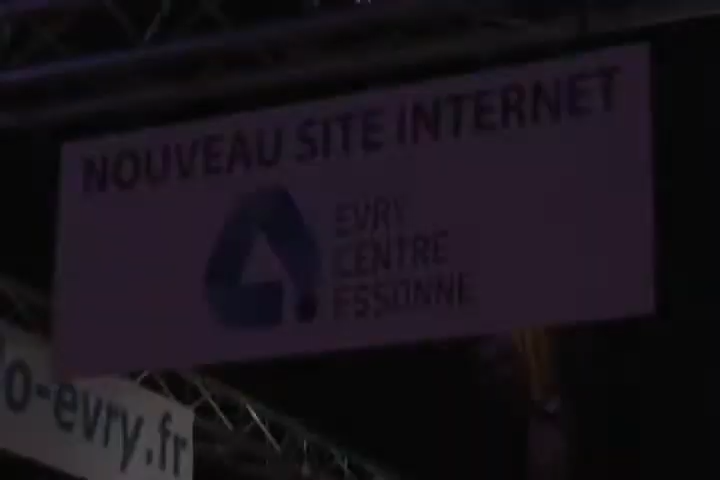 NOUVEAU SITE INTERNET
EVRY
CENTRE
ESSONNE
o-evry.fr